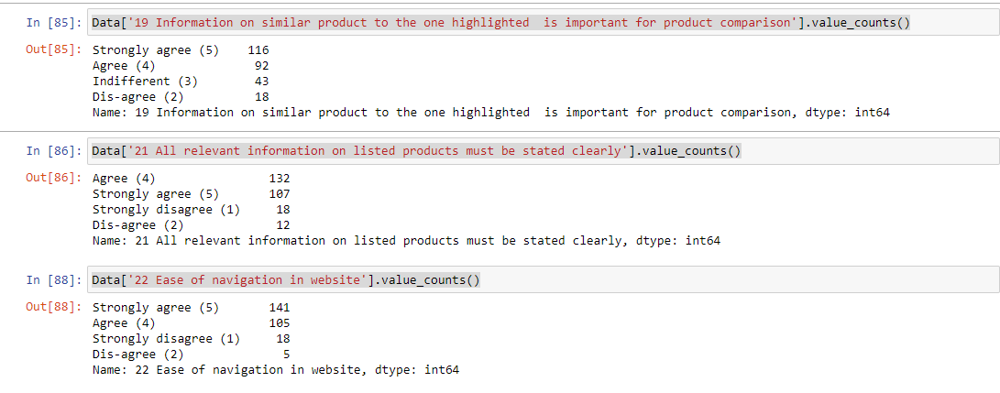 In [85]: Data['19 Information on similar product to the one highlighted  is important for product comparison'].value_counts()
Out[85]: Strongly agree (5)    116
Agree (4)              92
Indifferent (3)        43
Dis-agree (2)          18
Name: 19 Information on similar product to the one highlighted  is important for product comparison, dtype: int64
In [86]: Data['21 All relevant information on listed products must be stated clearly'].value_counts()
Out[86]: Agree (4)                132
Strongly agree (5)       107
Strongly disagree (1)     18
Dis-agree (2)             12
Name: 21 All relevant information on listed products must be stated clearly, dtype: int64
In [88]: Data['22 Ease of navigation in website'].value_counts()
Out[88]: Strongly agree (5)       141
Agree (4)                105
Strongly disagree (1)     18
Dis-agree (2)              5
Name: 22 Ease of navigation in website, dtype: int64